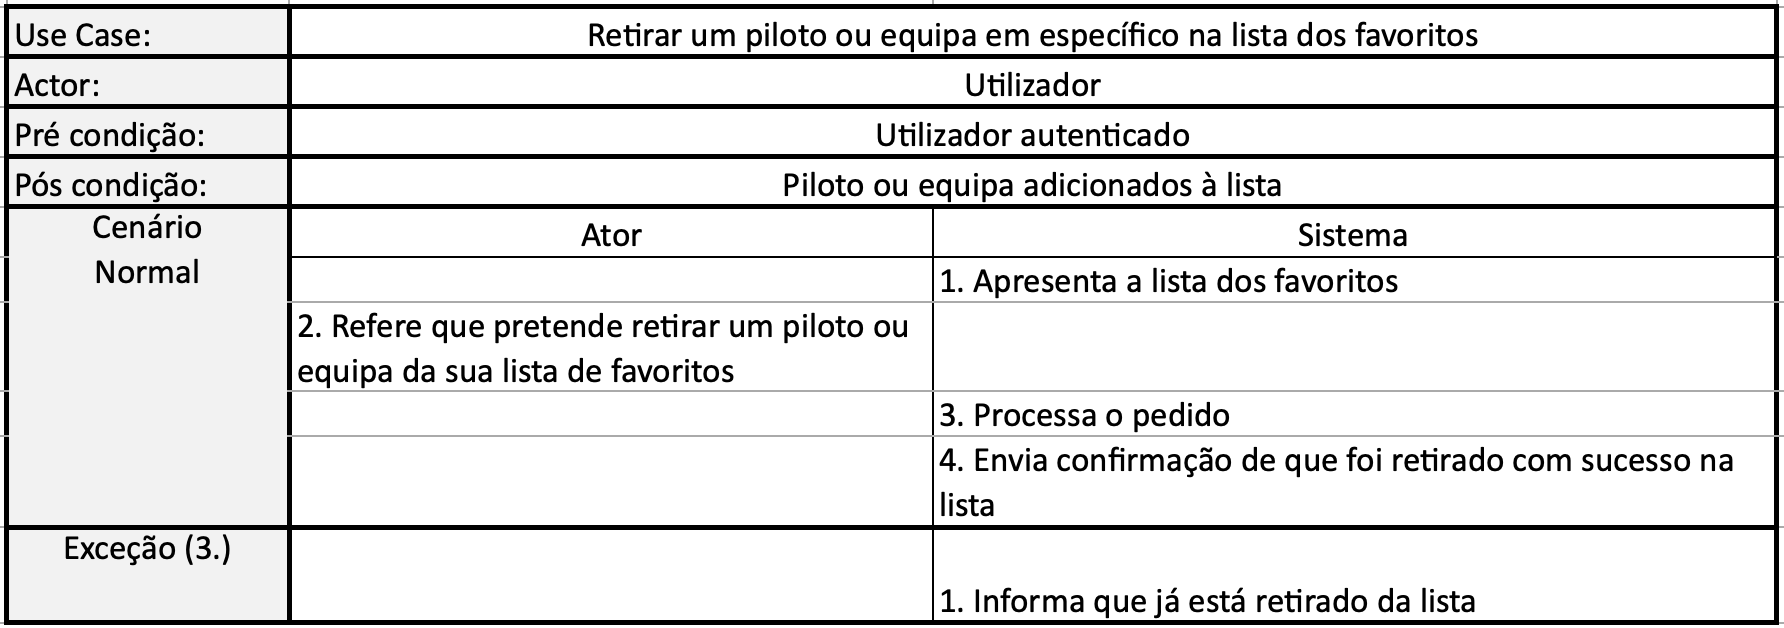 Use Case:
Retirar um piloto ou equipa em específico na lista dos favoritos
Actor:
Utilizador
Pré condição:
Utilizador autenticado
Pós condição:
Piloto ou equipa adicionados à lista
Cenário
Normal
Ator
Sistema
1. Apresenta a lista dos favoritos
2. Refere que pretende retirar um piloto ou
equipa da sua lista de favoritos
3. Processa o pedido
4. Envia confirmação de que foi retirado com sucesso na
lista
Exceção (3.)
1. Informa que já está retirado da lista